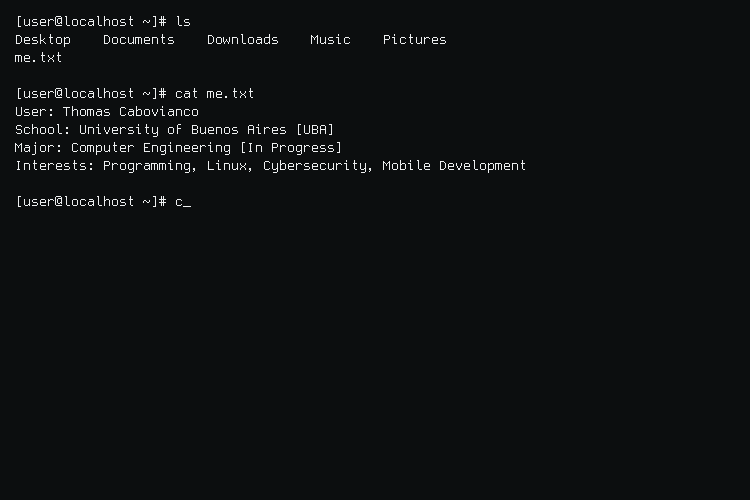 [user@localhost ~]# ls
Desktop    Documents    Downloads    Music    Pictures
me.txt
[user@localhost ~]# cat me.txt
User: Thomas Cabovianco
School: University of Buenos Aires [UBA]
Major: Computer Engineering [In Progress]
Interests: Programming, Linux, Cybersecurity, Mobile Development
[user@localhost ~]# c_